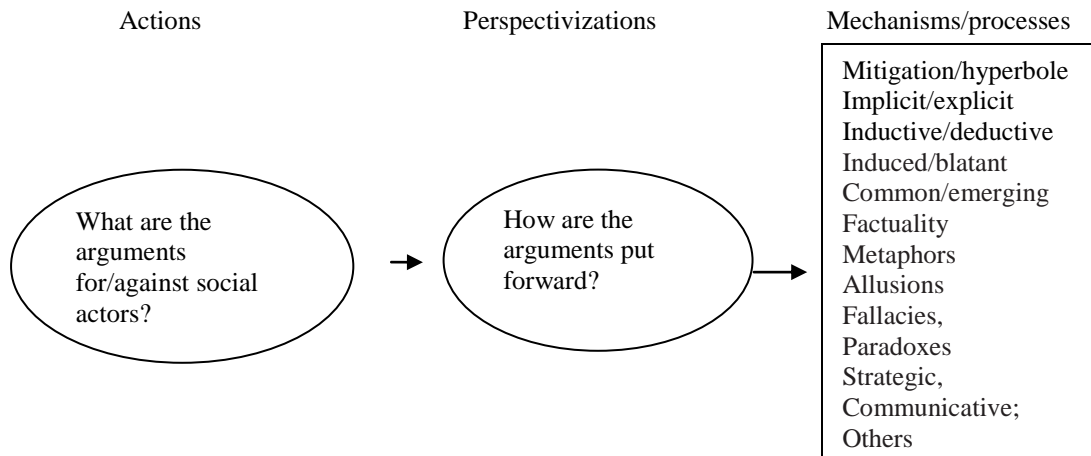 Actions
Perspectivizations
Mechanisms/processes
What are the
arguments
for/against social
actors?
How are the
arguments put
forward?
Mitigation/hyperbole
Implicit/explicit
Inductive/deductive
Induced/blatant
Common/emerging
Factuality
Metaphors
Allusions
Fallacies,
Paradoxes
Strategic,
Communicative;
Others